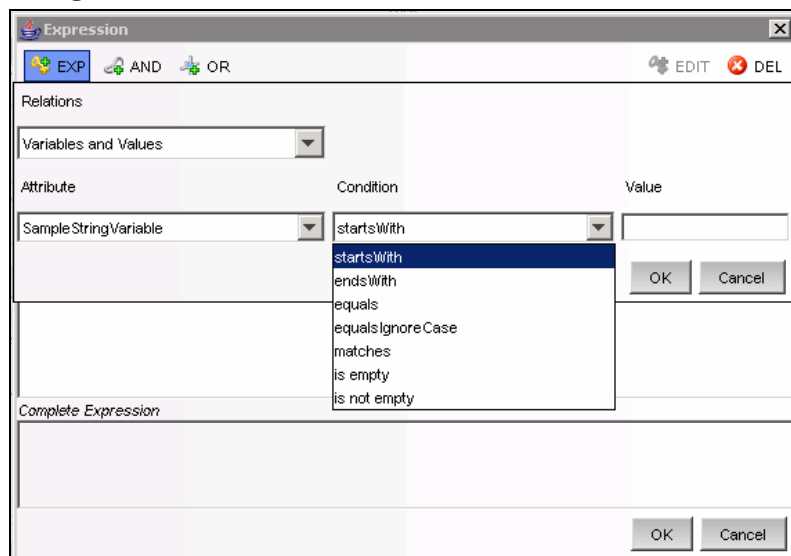 Expression
EXP AND OR EDIT DEL
Relations
Variables and Values
Attribute Condition Value
SampleStringVariable startsWith
startsWith
endsWith
equals
equalsIgnoreCase
matches
is empty
is not empty
OK Cancel
Complete Expression
OK Cancel